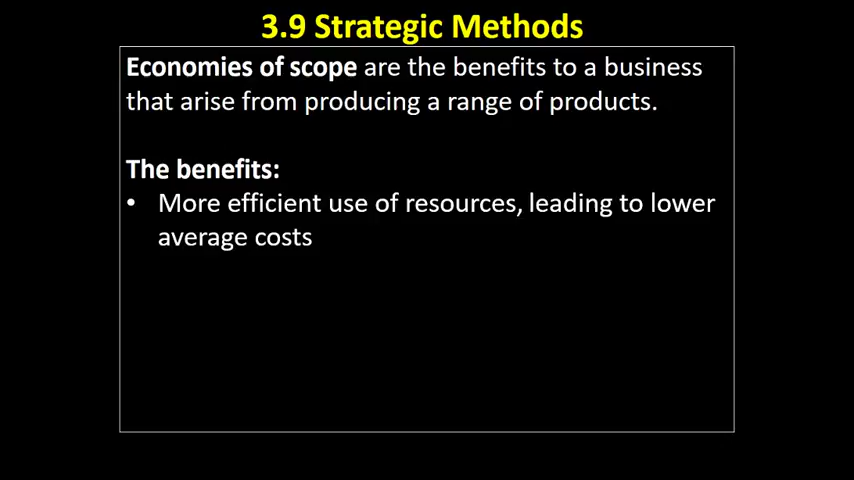 3.9 Strategic Methods
Economies of scope are the benefits to a business
that arise from producing a range of products.
The benefits:
• More efficient use of resources, leading to lower
average costs